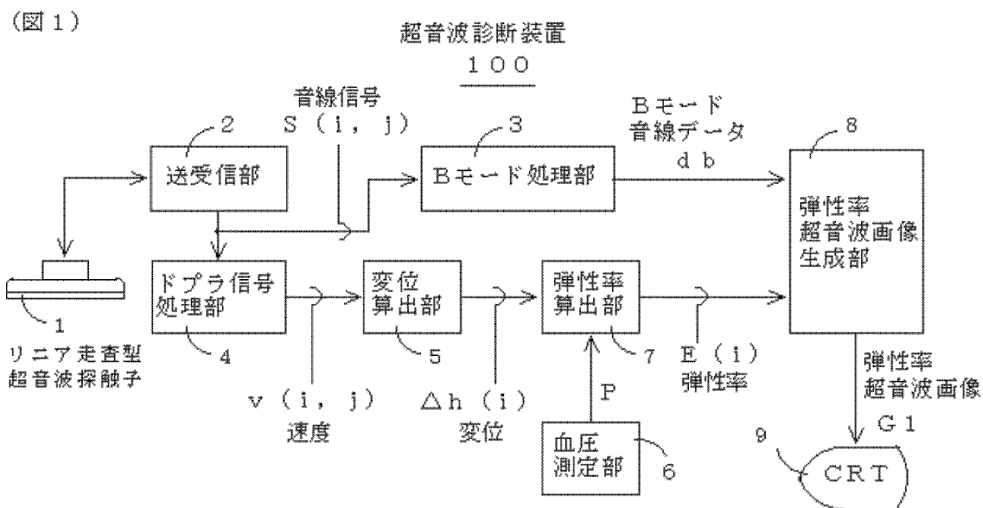 （図１）
超音波診断装置
１００
音線信号
Ｓ（ｉ，ｊ）
Ｂモード
音線データ
ｄｂ
２
３
８
送受信部
Ｂモード処理部
弾性率
超音波画像
生成部
ドプラ信号
処理部
変位
算出部
弾性率
算出部
１
４
５
７
リニア走査型
超音波探触子
Ｅ（ｉ）
弾性率
Ｐ
ｖ（ｉ，ｊ）
速度
△ｈ（ｉ）
変位
弾性率
超音波画像
Ｇ１
血圧
測定部
６
９
ＣＲＴ